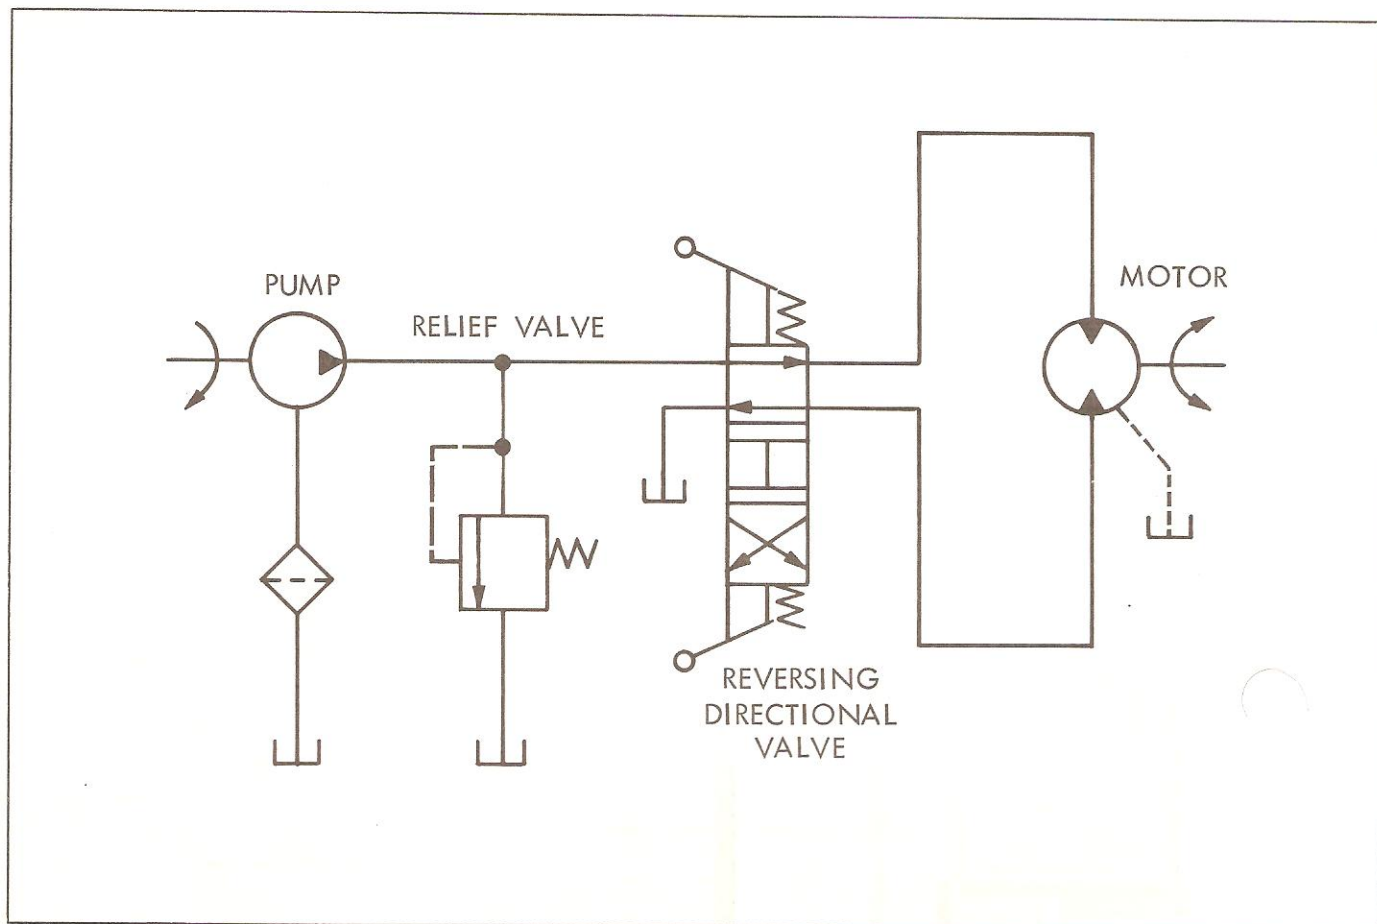 PUMP
RELIEF VALVE
MOTOR
REVERSING
DIRECTIONAL
VALVE